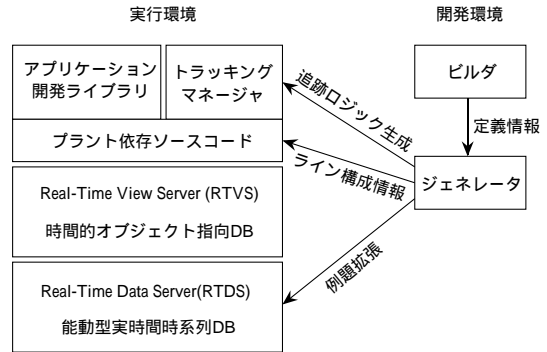 実行環境
開発環境
アプリケーション
開発ライブラリ
トラッキング
マネージャ
プラント依存ソースコード
Real-Time View Server (RTVS)
時間的オブジェクト指向DB
Real-Time Data Server(RTDS)
能動型実時間時系列DB
追跡ロジック生成
ライン構成情報
例題拡張
ビルダ
定義情報
ジェネレータ